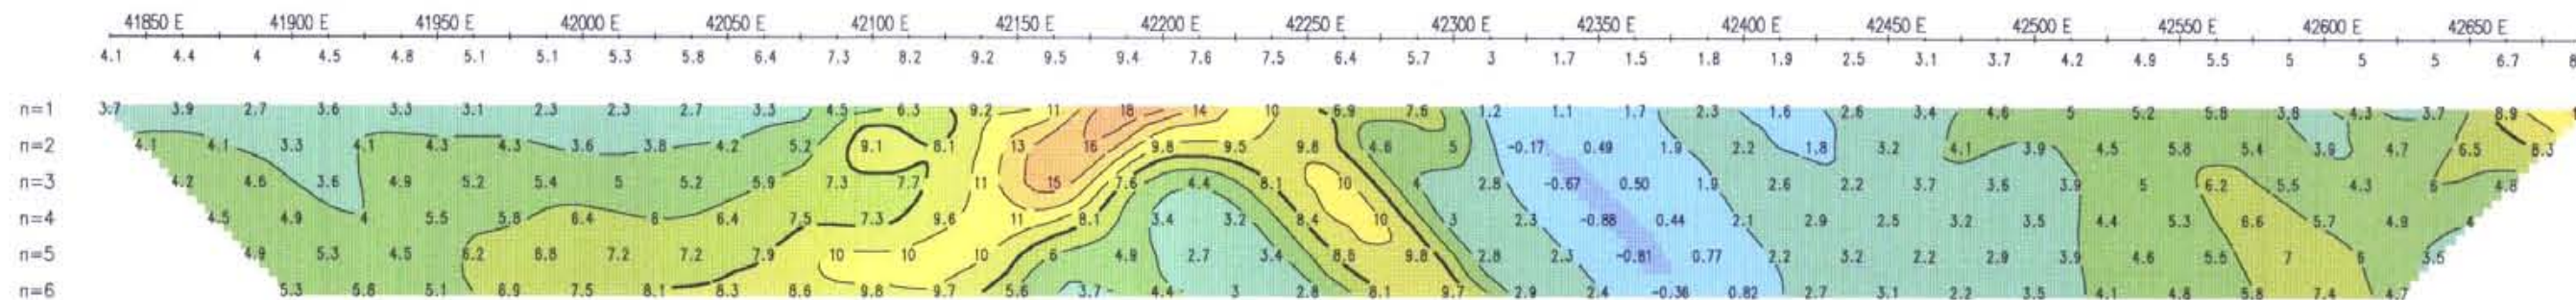 41850 E 41900 E 41950 E 42000 E 42050 E 42100 E 42150 E 42200 E 42250 E 42300 E 42350 E 42400 E 42450 E 42500 E 42550 E 42600 E 42650 E
4.1 4.4 4 4.5 4.8 5.1 5.1 5.3 5.8 6.4 7.3 8.2 9.2 9.5 9.4 7.6 7.5 6.4 5.7 3 1.7 1.5 1.8 1.9 2.5 3.1 3.7 4.2 4.9 5.5 5 5 5 6.7
n=1 3.7 3.9 2.7 3.6 3.3 3.1 2.3 2.3 2.7 3.3 4.5 6.3 9.2 11 18 14 10 6.9 7.6 1.2 1.1 1.7 2.3 1.6 2.6 3.4 4.6 5 5.2 5.8 3.8 4.3 3.7 8.9
n=2 4.1 4.1 3.3 4.1 4.3 4.3 3.6 3.8 4.2 5.2 9.1 8.1 13 16 9.8 9.5 9.8 4.6 5 -0.17 0.49 1.9 2.2 1.8 3.2 4.1 3.9 4.5 5.8 5.4 3.9 4.7 6.5 8.3
n=3 4.2 4.6 3.6 4.9 5.2 5.4 5 5.2 5.9 7.3 7.7 11 15 7.6 4.4 8.1 10 4 2.8 -0.67 0.50 1.9 2.6 2.2 3.7 3.6 3.9 5 6.2 5.5 4.3 6 4.8
n=4 4.5 4.9 4 5.5 5.8 6.4 6 6.4 7.5 7.3 9.6 11 8.1 3.4 3.2 8.4 10 3 2.3 -0.88 0.44 2.1 2.9 2.5 3.2 3.5 4.4 5.3 6.6 5.7 4.9 4
n=5 4.9 5.3 4.5 6.2 6.8 7.2 7.2 7.9 10 10 10 6 4.9 2.7 3.4 8.6 9.8 2.8 2.3 -0.81 0.77 2.2 3.2 2.2 2.9 3.9 4.6 5.5 7 6 3.5
n=6 5.3 5.8 5.1 6.9 7.5 8.1 8.3 8.6 9.8 9.7 5.6 3.7 4.4 3 2.8 8.1 9.7 2.9 2.4 -0.36 0.82 2.7 3.1 2.2 3.5 4.1 4.8 5.8 7.4 4.7